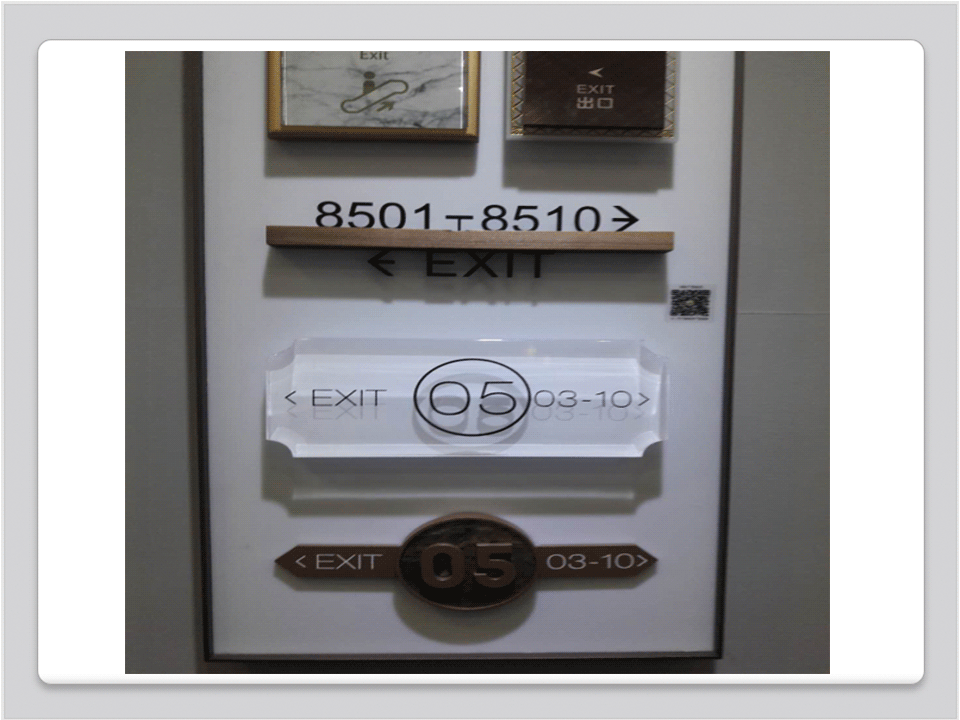 Exit
EXIT
出口
8501-8510→
← EXIT
< EXIT 05 03-10>
< EXIT 05 03-10>